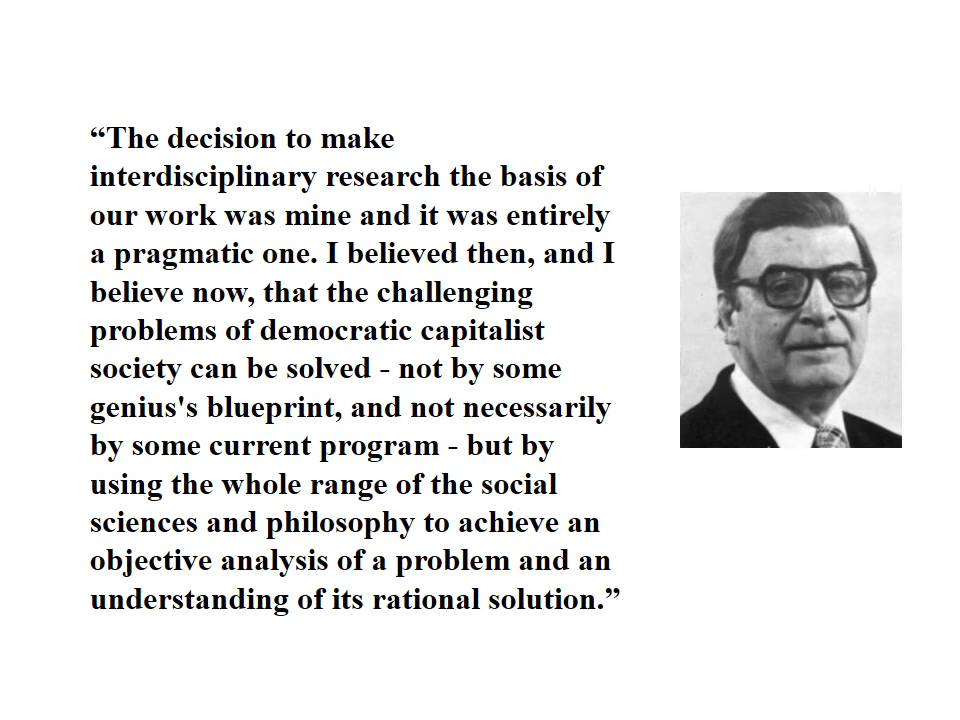 “The decision to make
interdisciplinary research the basis of
our work was mine and it was entirely
a pragmatic one. I believed then, and I
believe now, that the challenging
problems of democratic capitalist
society can be solved - not by some
genius's blueprint, and not necessarily
by some current program - but by
using the whole range of the social
sciences and philosophy to achieve an
objective analysis of a problem and an
understanding of its rational solution.”